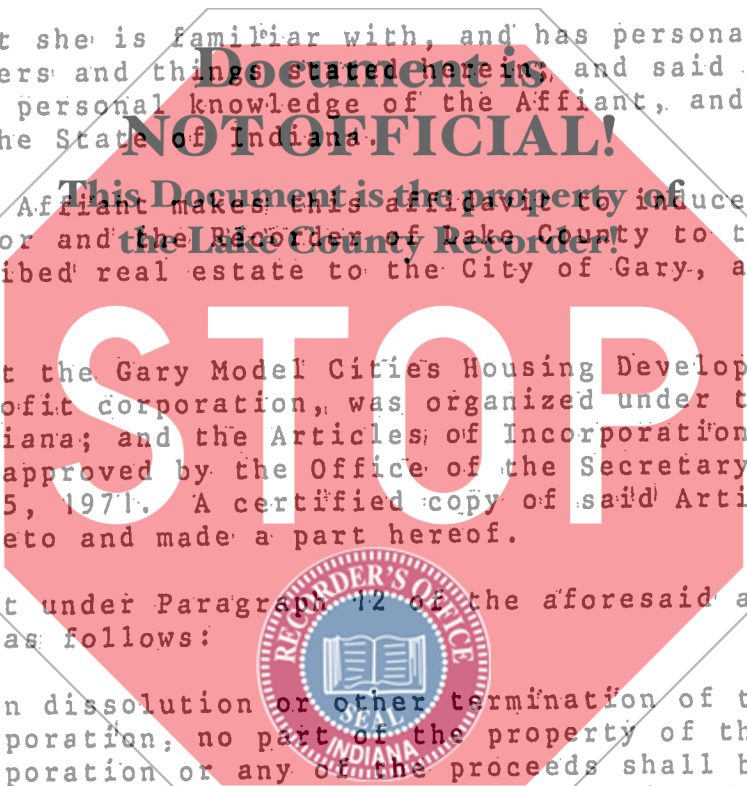 t she is familiar with, and has persona
ers and things stated herein; and said
personal knowledge of the Affiant, and
he State of Indiana.
Affiant makes this affidavit to induce
or and the Recorder of Lake County to t
ibed real estate to the City of Gary, a
t the Gary Model Cities Housing Develop
ofit corporation, was organized under t
iana; and the Articles of Incorporation
approved by the Office of the Secretary
5, 1971. A certified copy of said Arti
eto and made a part hereof.
t under Paragraph 12 of the aforesaid a
as follows:
n dissolution or other termination of t
poration, no part of the property of th
poration or any of the proceeds shall b
Document is
NOT OFFICIAL!
This Document is the property of
the Lake County Recorder!
STOP
RECORDER'S OFFICE
SEAL
INDIANA